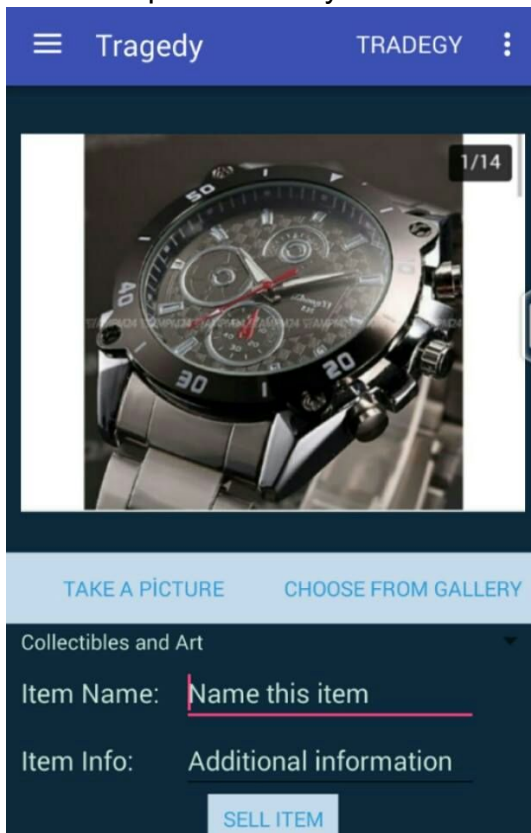 Tragedy TRADEGY
1/14
50
40
30
20
TAKE A PİCTURE CHOOSE FROM GALLERY
Collectibles and Art
Item Name: Name this item
Item Info: Additional information
SELL ITEM